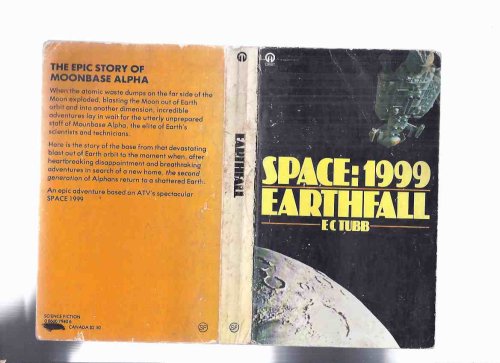 THE EPIC STORY OF
MOONBASE ALPHA
When the atomic waste dumps on the far side of the
Moon exploded, blasting the Moon out of Earth
orbit and into another dimension, incredible
adventures lay in wait for the utterly unprepared
staff of Moonbase Alpha, the elite of Earth's
scientists and technicians.
Here is the story of the base from that devastating
blast out of Earth orbit to the moment when, after
heartbreaking disappointment and breathtaking
adventures in search of a new home, the second
generation of Alphans return to a shattered Earth.
An epic adventure based on ATV's spectacular
SPACE 1999
SCIENCE FICTION
CANADA $2.50
EARTHFALL
SF
SF
SPACE: 1999
EARTHFALL
E C TUBB